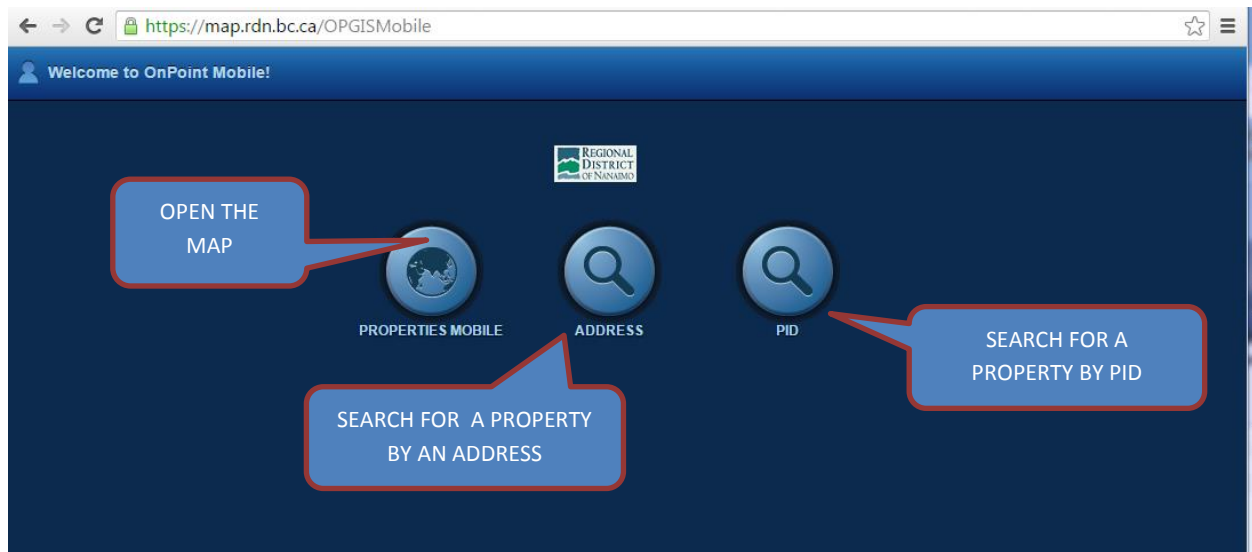 https://map.rdn.bc.ca/OPGISMobile
Welcome to OnPoint Mobile!
REGIONAL
DISTRICT
OF NANAIMO
OPEN THE
MAP
PROPERTIES MOBILE
ADDRESS
PID
SEARCH FOR A
PROPERTY BY PID
SEARCH FOR  A PROPERTY
BY AN ADDRESS